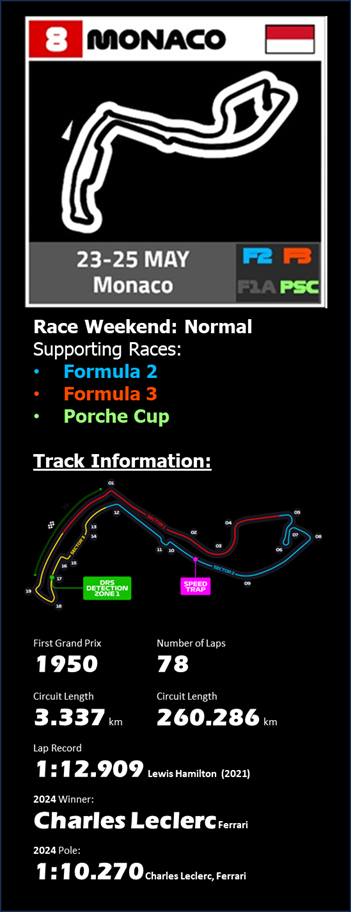 8 MONACO
23-25 MAY
Monaco
F2 F3
F1A PSC
Race Weekend: Normal
Supporting Races:
• Formula 2
• Formula 3
• Porche Cup
Track Information:
01
02
03
04
05
06
07
08
09
10
11
12
13
14
15
16
17
18
19
SECTOR 1
SECTOR 2
SECTOR 3
DRS
DETECTION
ZONE 1
SPEED
TRAP
First Grand Prix
1950
Number of Laps
78
Circuit Length
3.337 km
Circuit Length
260.286 km
Lap Record
1:12.909 Lewis Hamilton (2021)
2024 Winner:
Charles Leclerc Ferrari
2024 Pole:
1:10.270 Charles Leclerc, Ferrari